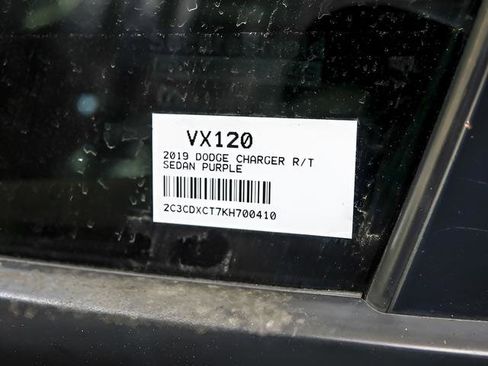 VX120
2019 DODGE CHARGER R/T
SEDAN PURPLE
2C3CDXCT7KH700410